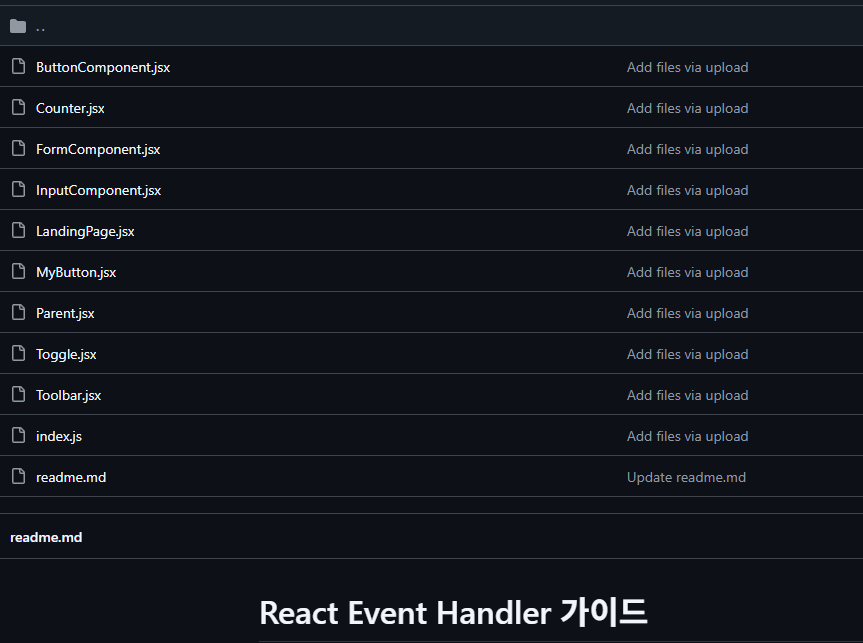 ..
ButtonComponent.jsx Add files via upload
Counter.jsx Add files via upload
FormComponent.jsx Add files via upload
InputComponent.jsx Add files via upload
LandingPage.jsx Add files via upload
MyButton.jsx Add files via upload
Parent.jsx Add files via upload
Toggle.jsx Add files via upload
Toolbar.jsx Add files via upload
index.js Add files via upload
readme.md Update readme.md
readme.md
React Event Handler 가이드